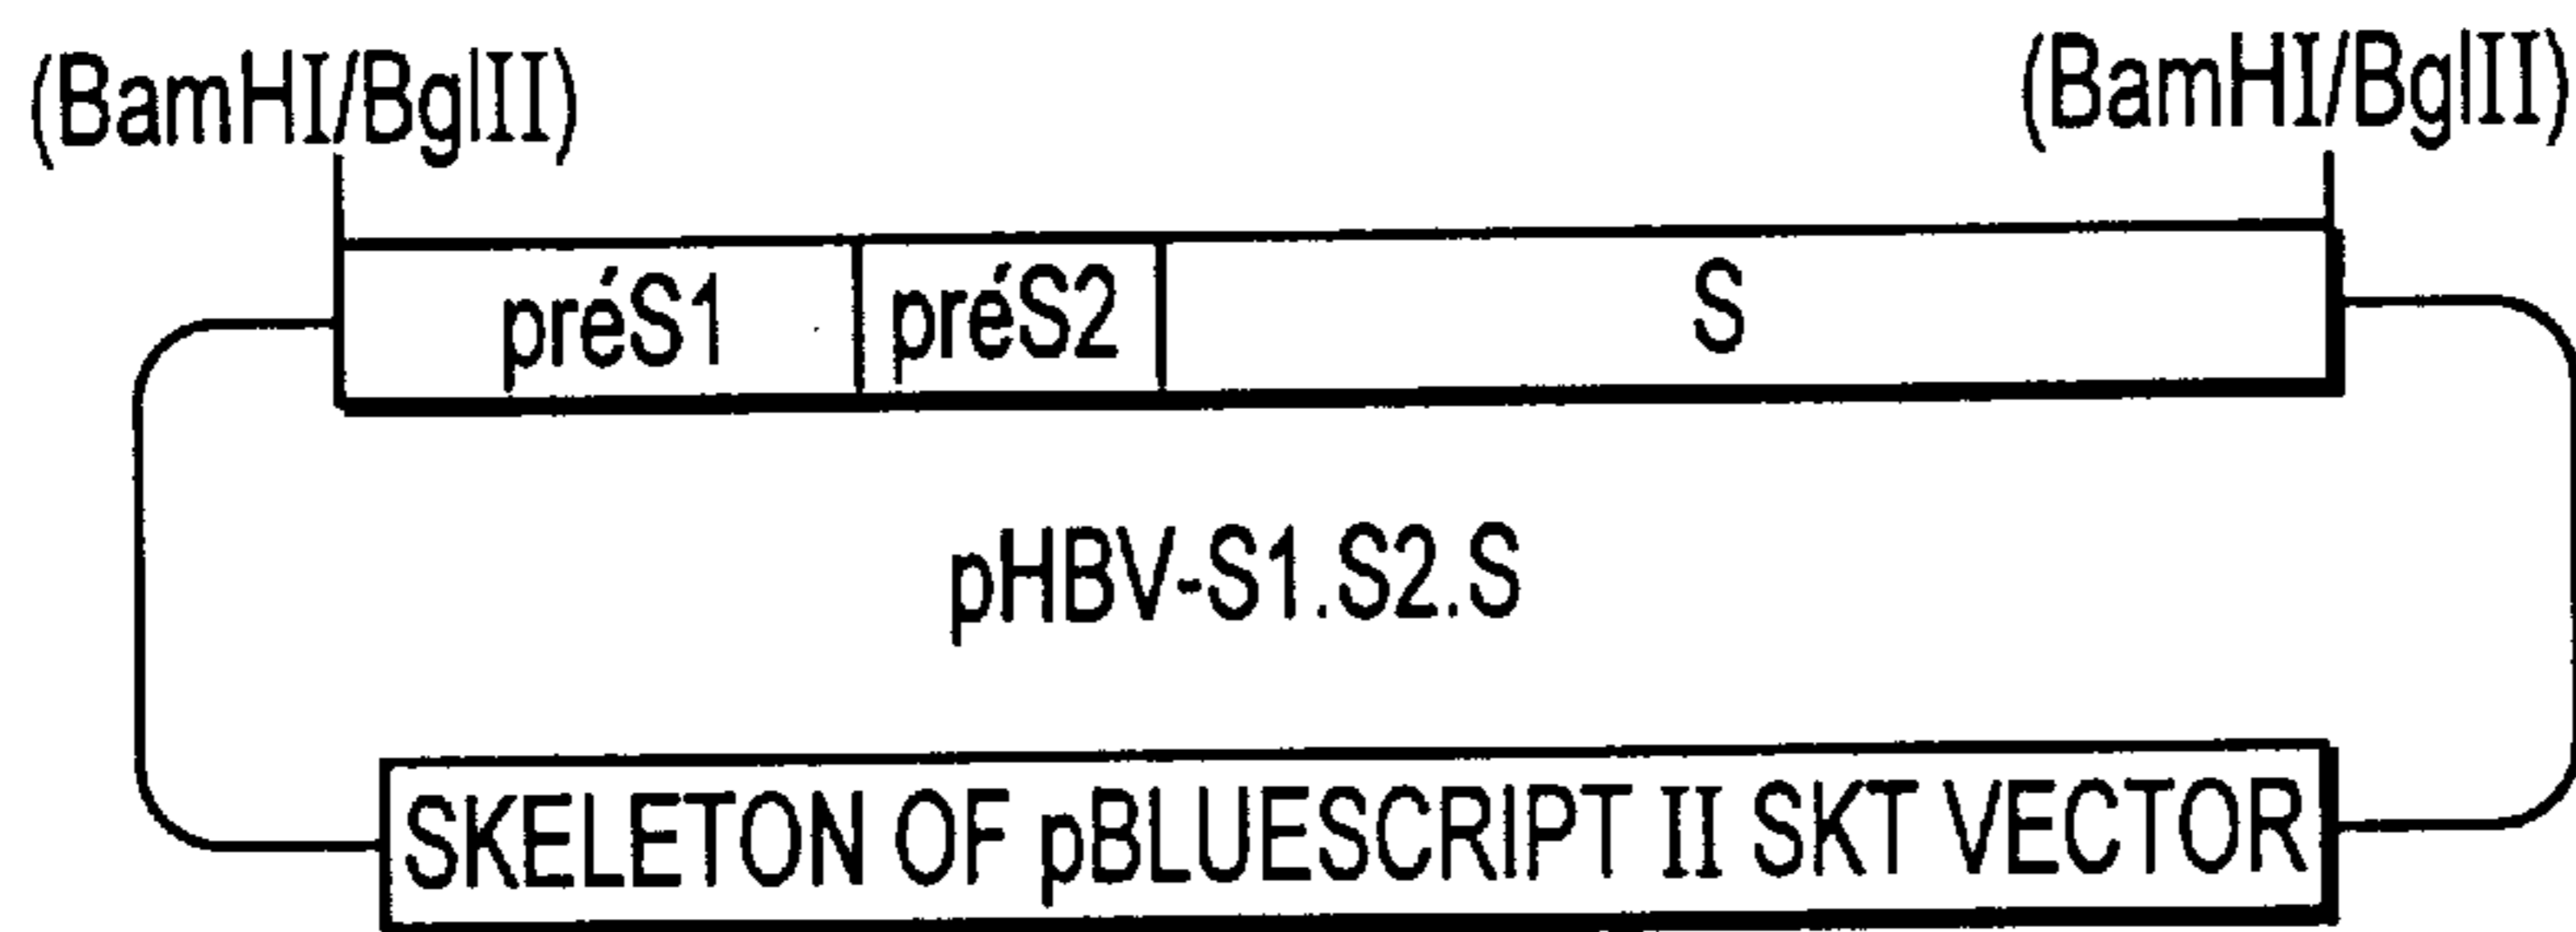 (BamHI/BglII) (BamHI/BglII)
préS1 préS2 S
pHBV-S1.S2.S
SKELETON OF pBLUESCRIPT II SKT VECTOR